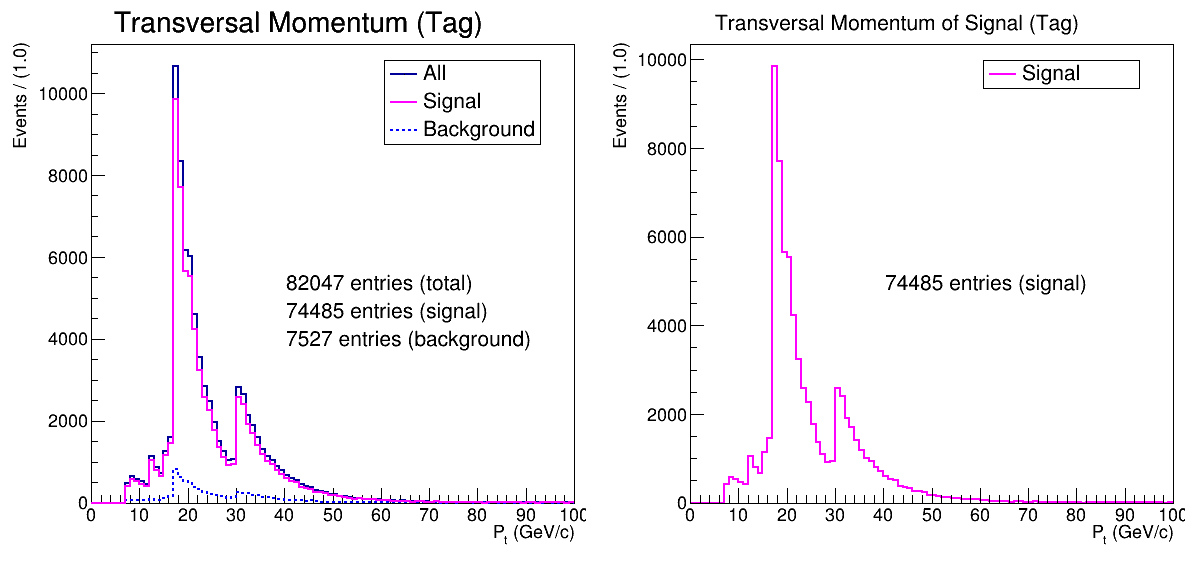 Transversal Momentum (Tag)
Events / (1.0)
10000
8000
6000
4000
2000
0
All
Signal
Background
82047 entries (total)
74485 entries (signal)
7527 entries (background)
0 10 20 30 40 50 60 70 80 90 100
Pt (GeV/c)
Transversal Momentum of Signal (Tag)
Events / (1.0)
10000
8000
6000
4000
2000
0
Signal
74485 entries (signal)
0 10 20 30 40 50 60 70 80 90 100
Pt (GeV/c)